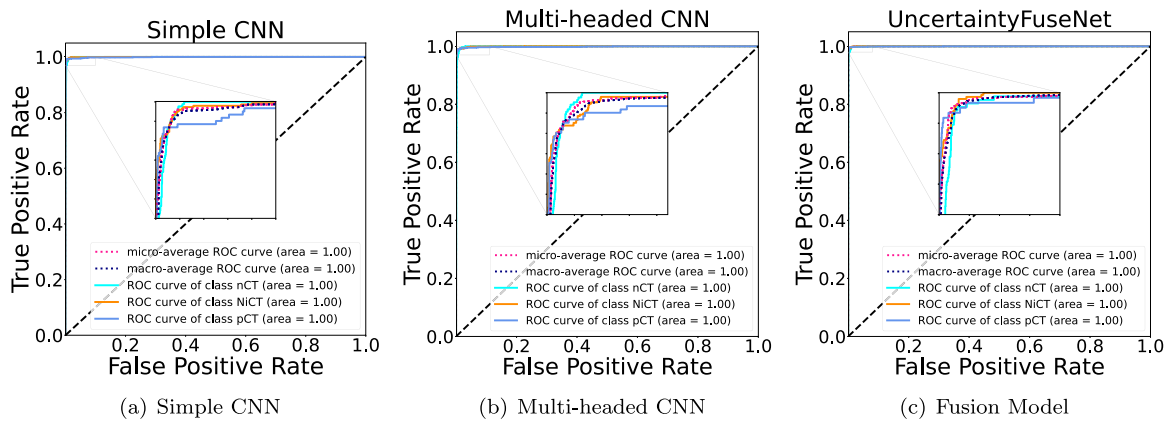 Simple CNN
True Positive Rate
1.0
0.8
0.6
0.4
0.2
0.0
micro-average ROC curve (area = 1.00)
macro-average ROC curve (area = 1.00)
ROC curve of class nCT (area = 1.00)
ROC curve of class NiCT (area = 1.00)
ROC curve of class pCT (area = 1.00)
0.2 0.4 0.6 0.8 1.0
False Positive Rate
(a) Simple CNN
Multi-headed CNN
True Positive Rate
1.0
0.8
0.6
0.4
0.2
0.0
micro-average ROC curve (area = 1.00)
macro-average ROC curve (area = 1.00)
ROC curve of class nCT (area = 1.00)
ROC curve of class NiCT (area = 1.00)
ROC curve of class pCT (area = 1.00)
0.2 0.4 0.6 0.8 1.0
False Positive Rate
(b) Multi-headed CNN
UncertaintyFuseNet
True Positive Rate
1.0
0.8
0.6
0.4
0.2
0.0
micro-average ROC curve (area = 1.00)
macro-average ROC curve (area = 1.00)
ROC curve of class nCT (area = 1.00)
ROC curve of class NiCT (area = 1.00)
ROC curve of class pCT (area = 1.00)
0.2 0.4 0.6 0.8 1.0
False Positive Rate
(c) Fusion Model